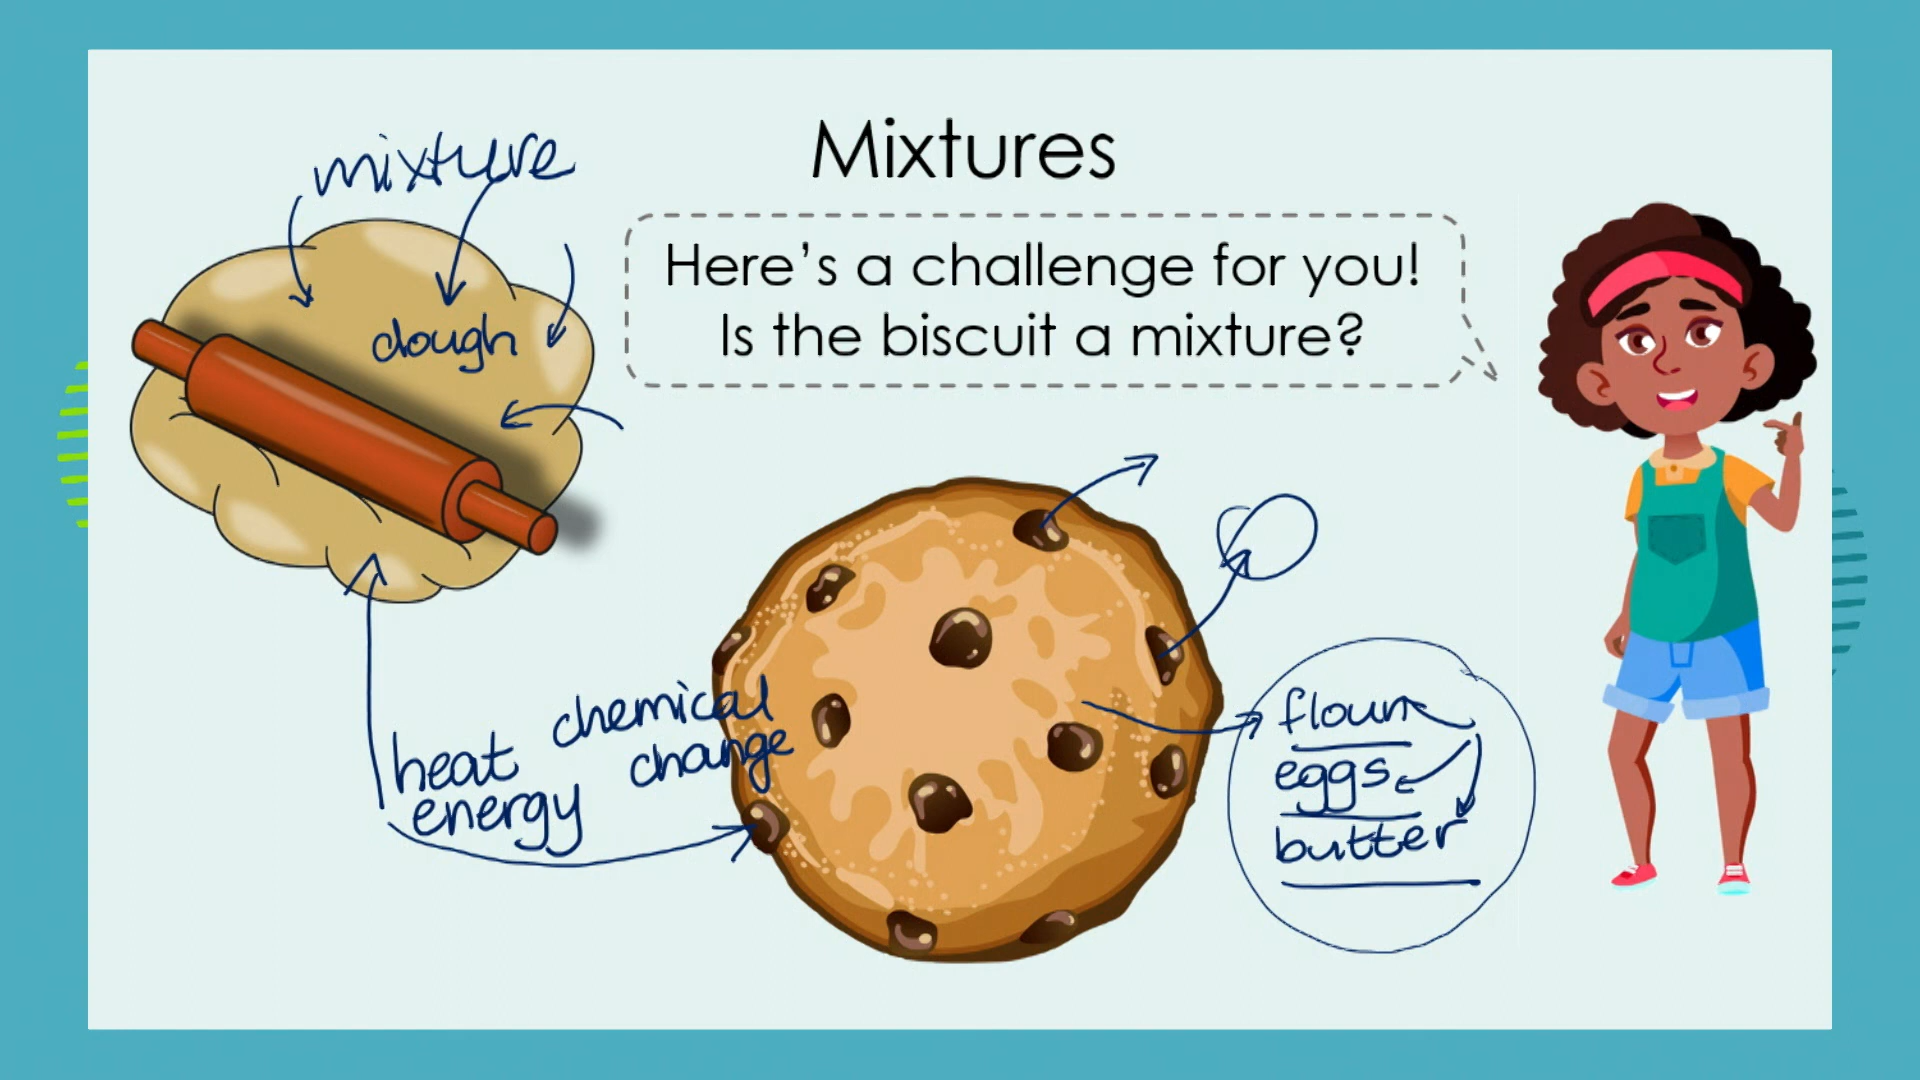 Mixtures
mixture
Here's a challenge for you!
Is the biscuit a mixture?
dough
chemical
change
heat
energy
flour
eggs
butter